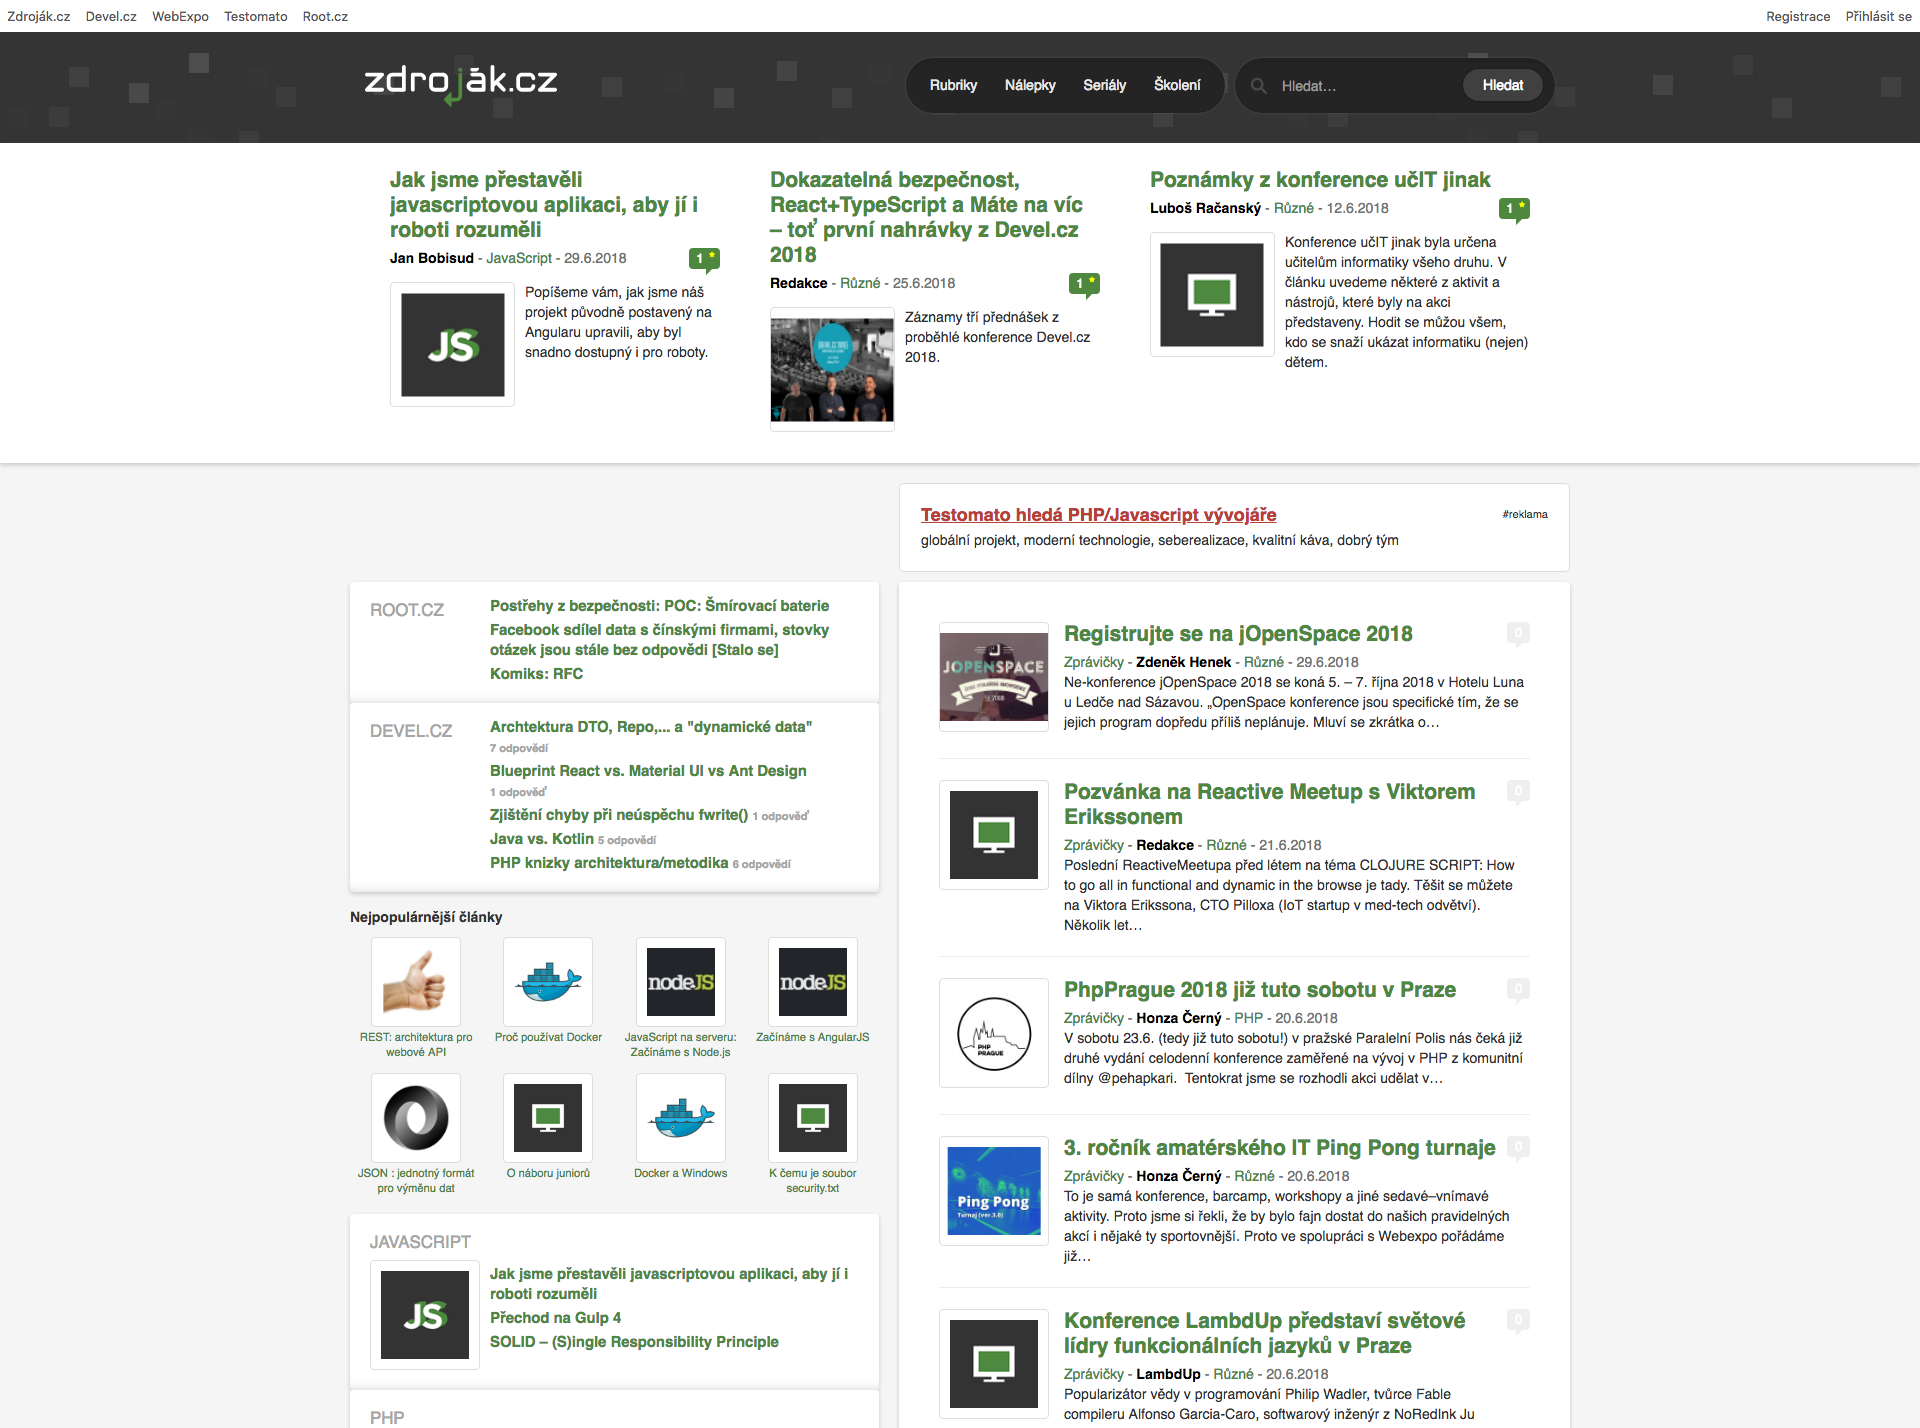 Zdroják.cz Devel.cz WebExpo Testomato Root.cz
Registrace Přihlásit se
zdroják.cz
Rubriky Nálepky Seriály Školení
Hledat... Hledat
Jak jsme přestavěli
javascriptovou aplikaci, aby jí i
roboti rozuměli
Jan Bobisud - JavaScript - 29.6.2018
1
JS
Popíšeme vám, jak jsme náš
projekt původně postavený na
Angularu upravili, aby byl
snadno dostupný i pro roboty.
Dokazatelná bezpečnost,
React+TypeScript a Máte na víc
– toť první nahrávky z Devel.cz
2018
Redakce - Různé - 25.6.2018
1
Záznamy tří přednášek z
proběhlé konference Devel.cz
2018.
Poznámky z konference učIT jinak
Luboš Račanský - Různé - 12.6.2018
1
Konference učIT jinak byla určena
učitelům informatiky všeho druhu. V
článku uvedeme některé z aktivit a
nástrojů, které byly na akci
představeny. Hodit se můžou všem,
kdo se snaží ukázat informatiku (nejen)
dětem.
Testomato hledá PHP/Javascript vývojáře
#reklama
globální projekt, moderní technologie, seberealizace, kvalitní káva, dobrý tým
ROOT.CZ
Postřehy z bezpečnosti: POC: Šmírovací baterie
Facebook sdílel data s čínskými firmami, stovky
otázek jsou stále bez odpovědi [Stalo se]
Komiks: RFC
DEVEL.CZ
Archtektura DTO, Repo,... a "dynamické data"
7 odpovědí
Blueprint React vs. Material UI vs Ant Design
1 odpověď
Zjištění chyby při neúspěchu fwrite() 1 odpověď
Java vs. Kotlin 5 odpovědí
PHP knizky architektura/metodika 6 odpovědí
Nejpopulárnější články
nodeJS
nodeJS
REST: architektura pro
webové API
Proč používat Docker
JavaScript na serveru:
Začínáme s Node.js
Začínáme s AngularJS
JSON : jednotný formát
pro výměnu dat
O náboru juniorů
Docker a Windows
K čemu je soubor
security.txt
JAVASCRIPT
JS
Jak jsme přestavěli javascriptovou aplikaci, aby jí i
roboti rozuměli
Přechod na Gulp 4
SOLID – (S)ingle Responsibility Principle
PHP
JOPENSPACE
Registrujte se na jOpenSpace 2018
0
Zprávičky - Zdeněk Henek - Různé - 29.6.2018
Ne-konference jOpenSpace 2018 se koná 5. – 7. října 2018 v Hotelu Luna
u Ledče nad Sázavou. „OpenSpace konference jsou specifické tím, že se
jejich program dopředu příliš neplánuje. Mluví se zkrátka o…
Pozvánka na Reactive Meetup s Viktorem
Erikssonem
0
Zprávičky - Redakce - Různé - 21.6.2018
Poslední ReactiveMeetupa před létem na téma CLOJURE SCRIPT: How
to go all in functional and dynamic in the browse je tady. Těšit se můžete
na Viktora Erikssona, CTO Pilloxa (IoT startup v med-tech odvětví).
Několik let…
PHP
PRAGUE
PhpPrague 2018 již tuto sobotu v Praze
0
Zprávičky - Honza Černý - PHP - 20.6.2018
V sobotu 23.6. (tedy již tuto sobotu!) v pražské Paralelní Polis nás čeká již
druhé vydání celodenní konference zaměřené na vývoj v PHP z komunitní
dílny @pehapkari. Tentokrat jsme se rozhodli akci udělat v…
Ping Pong
Turnaj (ver.3.0)
3. ročník amatérského IT Ping Pong turnaje
0
Zprávičky - Honza Černý - Různé - 20.6.2018
To je samá konference, barcamp, workshopy a jiné sedavé–vnímavé
aktivity. Proto jsme si řekli, že by bylo fajn dostat do našich pravidelných
akcí i nějaké ty sportovnější. Proto ve spolupráci s Webexpo pořádáme
již…
Konference LambdUp představí světové
lídry funkcionálních jazyků v Praze
0
Zprávičky - LambdUp - Různé - 20.6.2018
Popularizátor vědy v programování Philip Wadler, tvůrce Fable
compileru Alfonso Garcia-Caro, softwarový inženýr z NoRedInk Ju